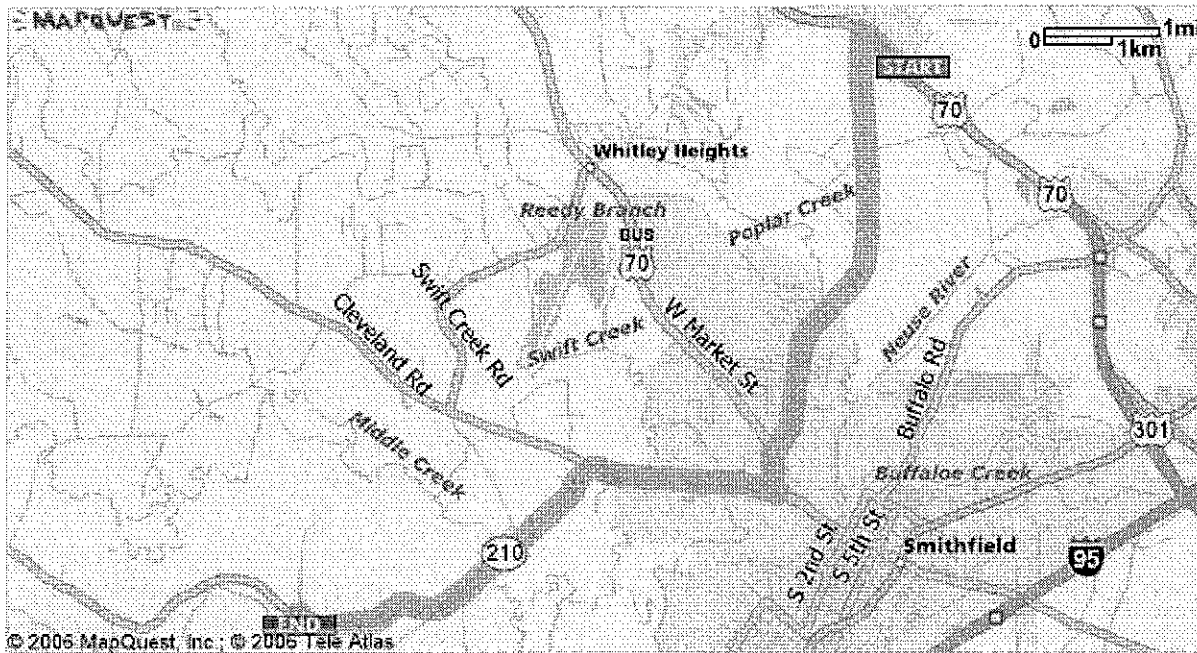 MAPQUEST
0 1m
1km
START
70
70
Whitley Heights
Reedy Branch
Poplar Creek
BUS
70
Swift Creek Rd
Neuse River
Cleveland Rd
Swift Creek
W Market St
Buffalo Rd
301
Middle Creek
Buffaloe Creek
210
S 2nd St
S 5th St
Smithfield
95
END
© 2006 MapQuest, Inc.; © 2006 Tele Atlas